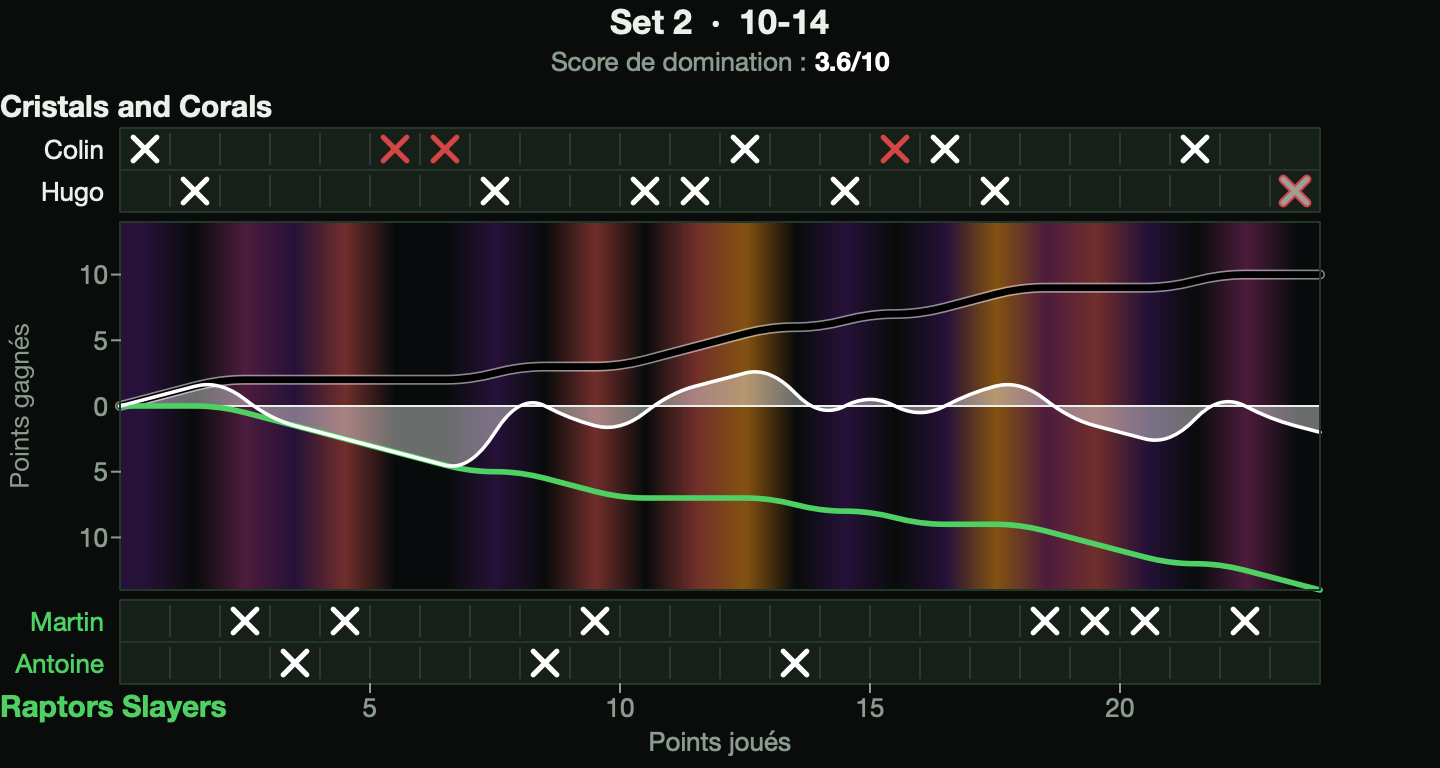 Set 2 · 10-14
Score de domination : 3.6/10
Cristals and Corals
Colin
Hugo
Points gagnés
10
5
0
5
10
Martin
Antoine
Raptors Slayers
5 10 15 20
Points joués